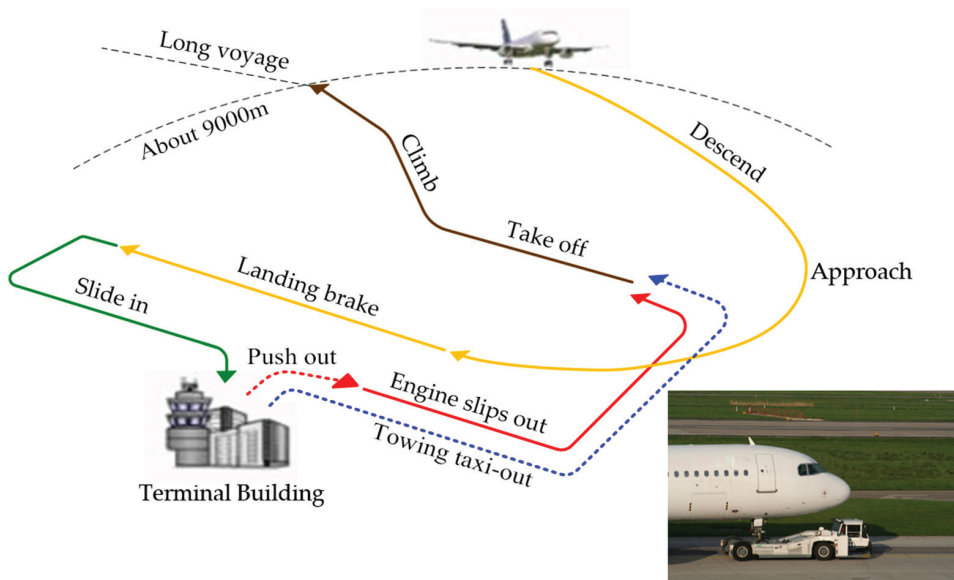 Long voyage
About 9000m
Climb
Descend
Take off
Approach
Landing brake
Slide in
Push out
Engine slips out
Towing taxi-out
Terminal Building